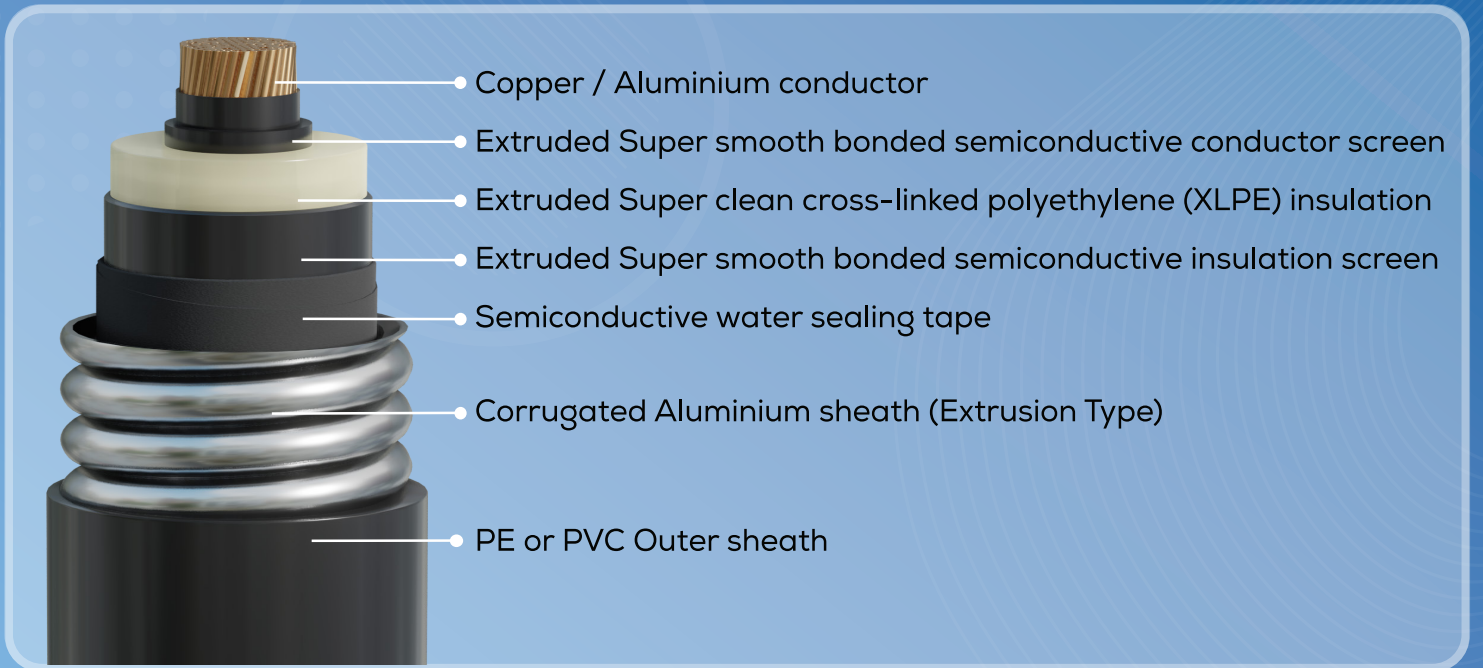 Copper / Aluminium conductor
Extruded Super smooth bonded semiconductive conductor screen
Extruded Super clean cross-linked polyethylene (XLPE) insulation
Extruded Super smooth bonded semiconductive insulation screen
Semiconductive water sealing tape
Corrugated Aluminium sheath (Extrusion Type)
PE or PVC Outer sheath